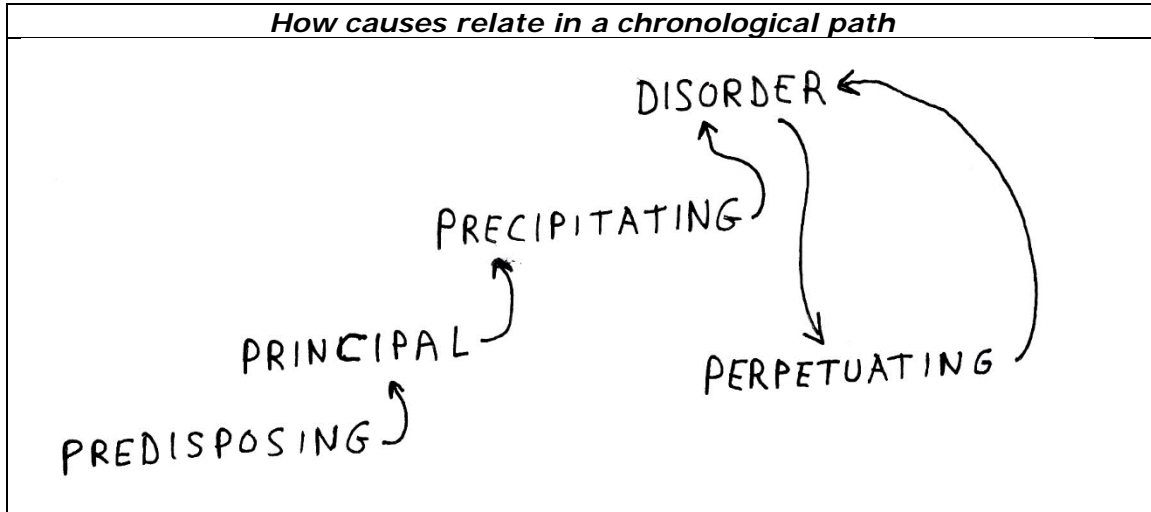 How causes relate in a chronological path
DISORDER
PRECIPITATING
PRINCIPAL
PERPETUATING
PREDISPOSING